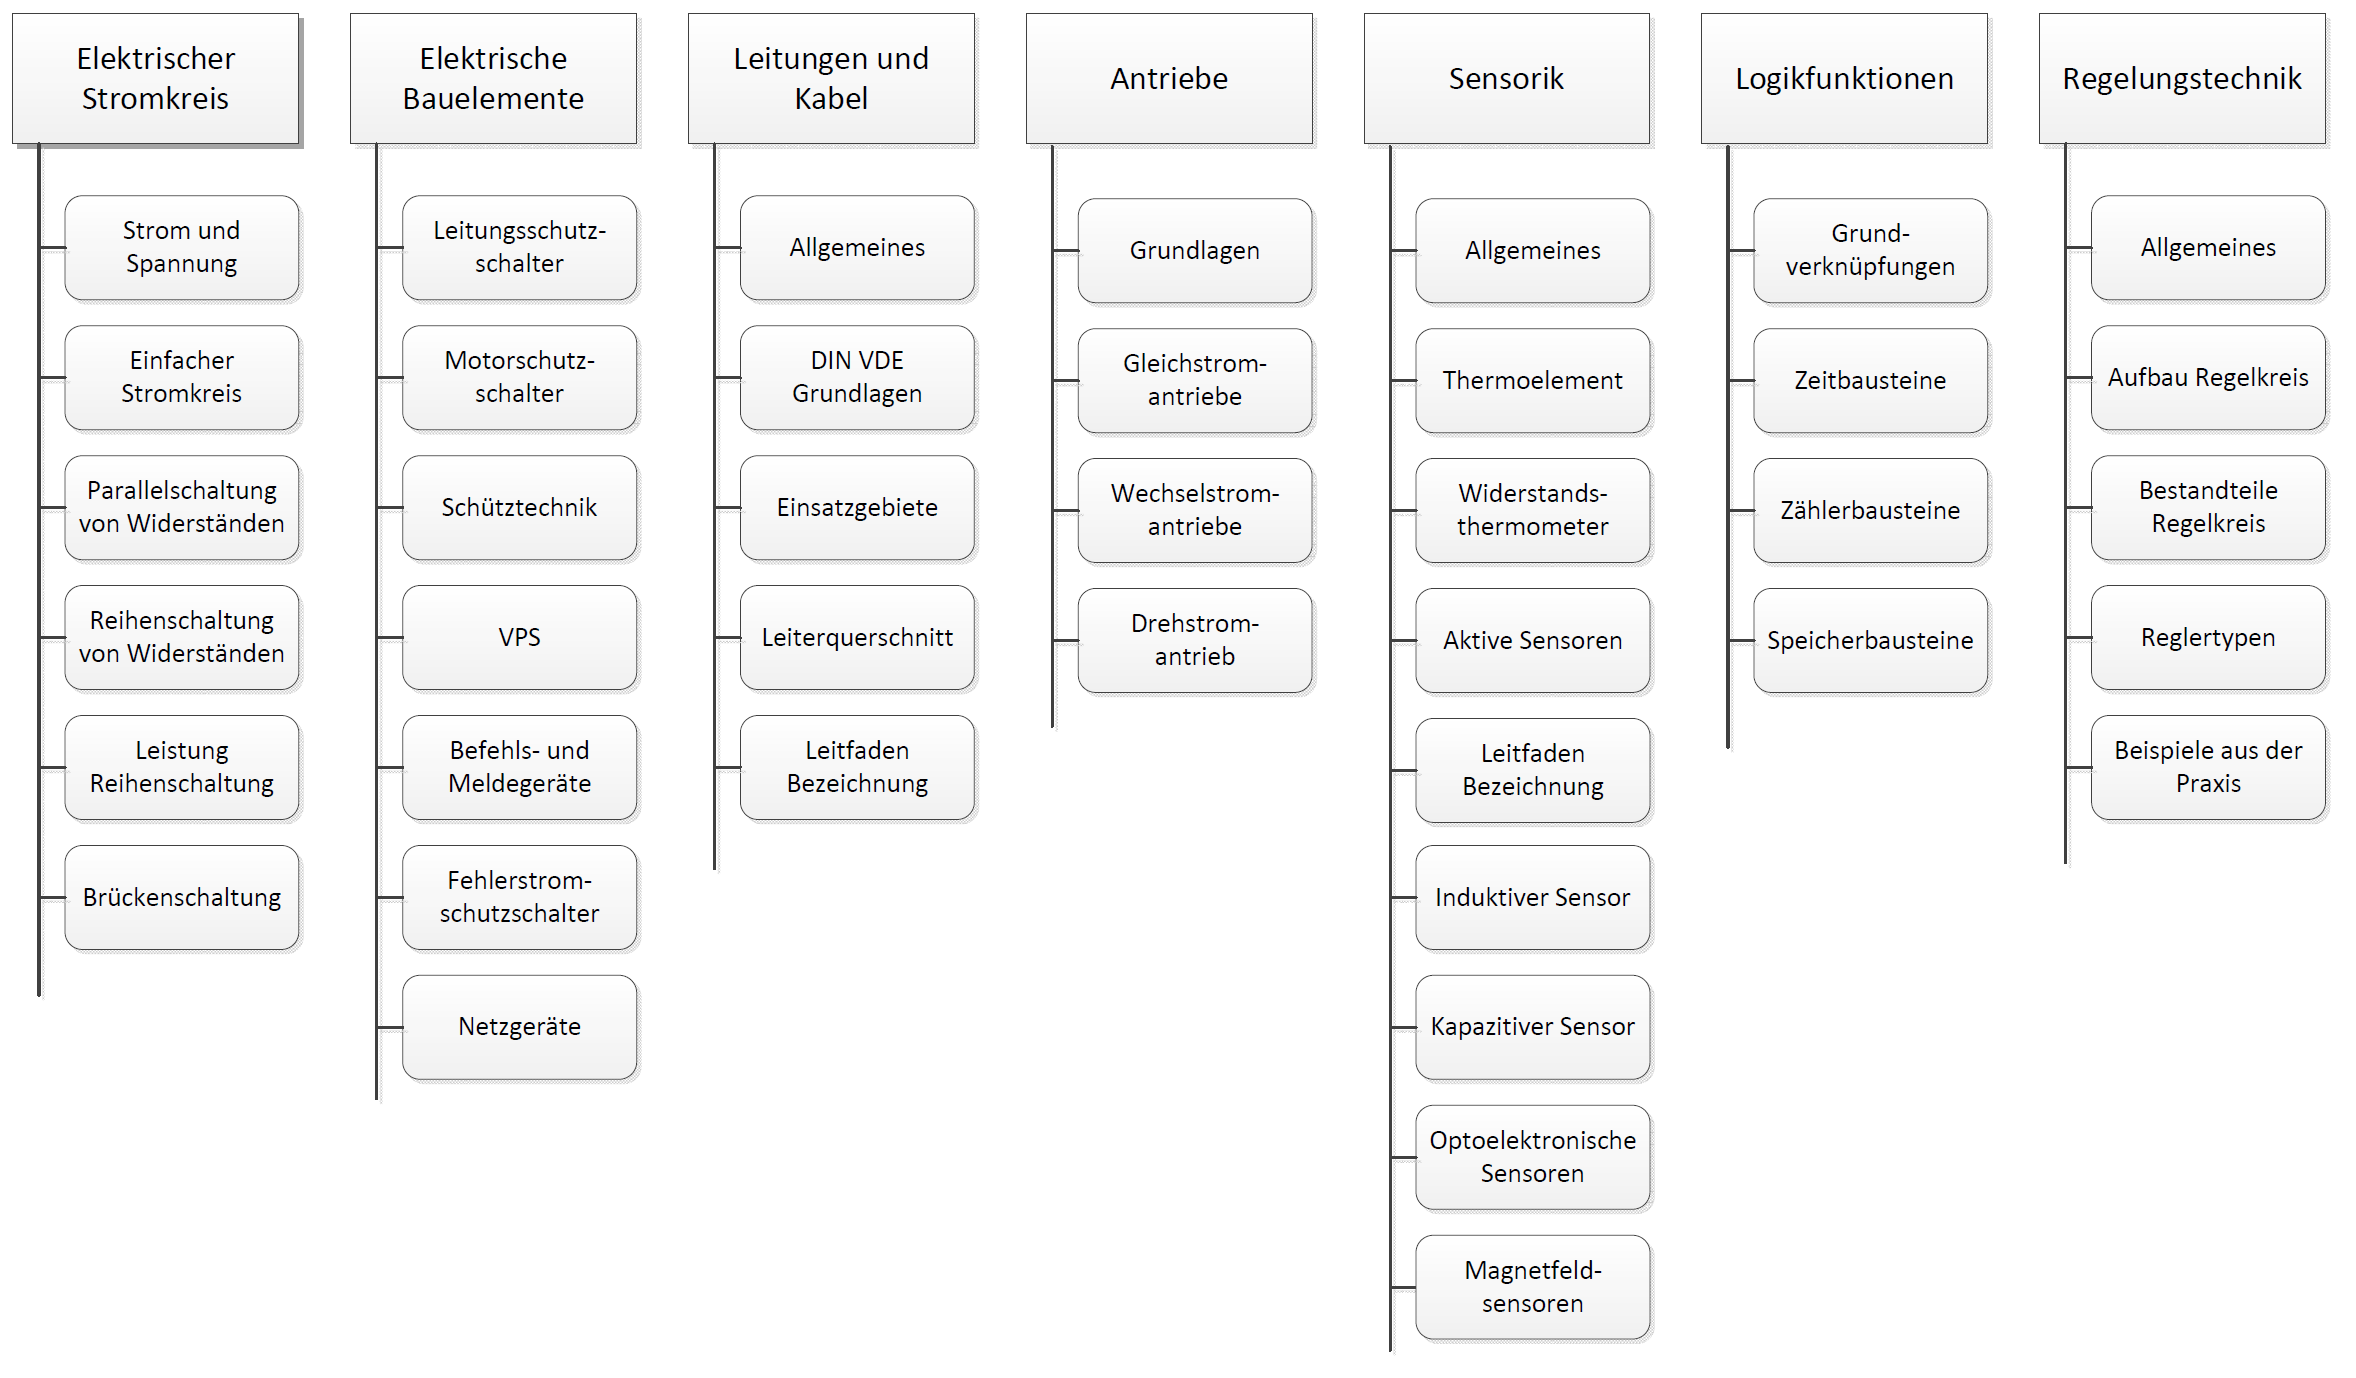 Elektrischer
Stromkreis
Strom und
Spannung
Einfacher
Stromkreis
Parallelschaltung
von Widerständen
Reihenschaltung
von Widerständen
Leistung
Reihenschaltung
Brückenschaltung
Elektrische
Bauelemente
Leitungsschutz-
schalter
Motorschutz-
schalter
Schütztechnik
VPS
Befehls- und
Meldegeräte
Fehlerstrom-
schutzschalter
Netzgeräte
Leitungen und
Kabel
Allgemeines
DIN VDE
Grundlagen
Einsatzgebiete
Leiterquerschnitt
Leitfaden
Bezeichnung
Antriebe
Grundlagen
Gleichstrom-
antriebe
Wechselstrom-
antriebe
Drehstrom-
antrieb
Sensorik
Allgemeines
Thermoelement
Widerstands-
thermometer
Aktive Sensoren
Leitfaden
Bezeichnung
Induktiver Sensor
Kapazitiver Sensor
Optoelektronische
Sensoren
Magnetfeld-
sensoren
Logikfunktionen
Grund-
verknüpfungen
Zeitbausteine
Zählerbausteine
Speicherbausteine
Regelungstechnik
Allgemeines
Aufbau Regelkreis
Bestandteile
Regelkreis
Reglertypen
Beispiele aus der
Praxis